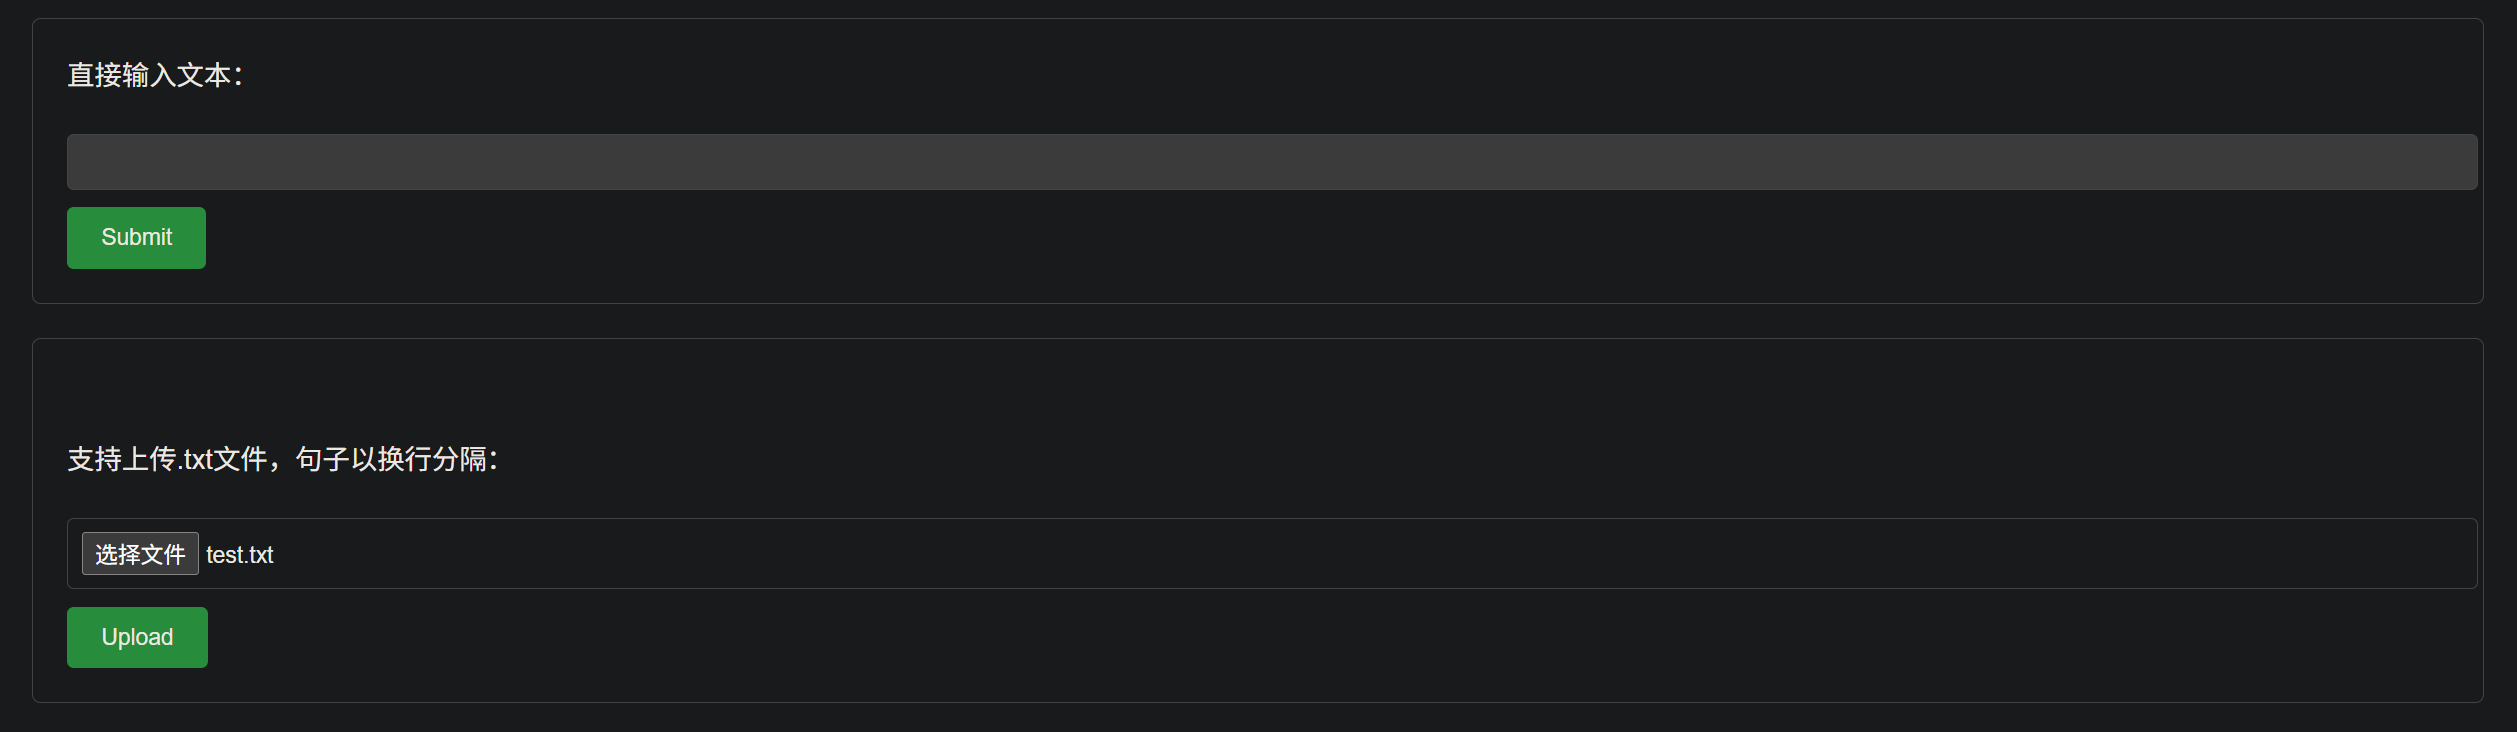 直接输入文本：
Submit
支持上传.txt文件，句子以换行分隔：
选择文件 test.txt
Upload